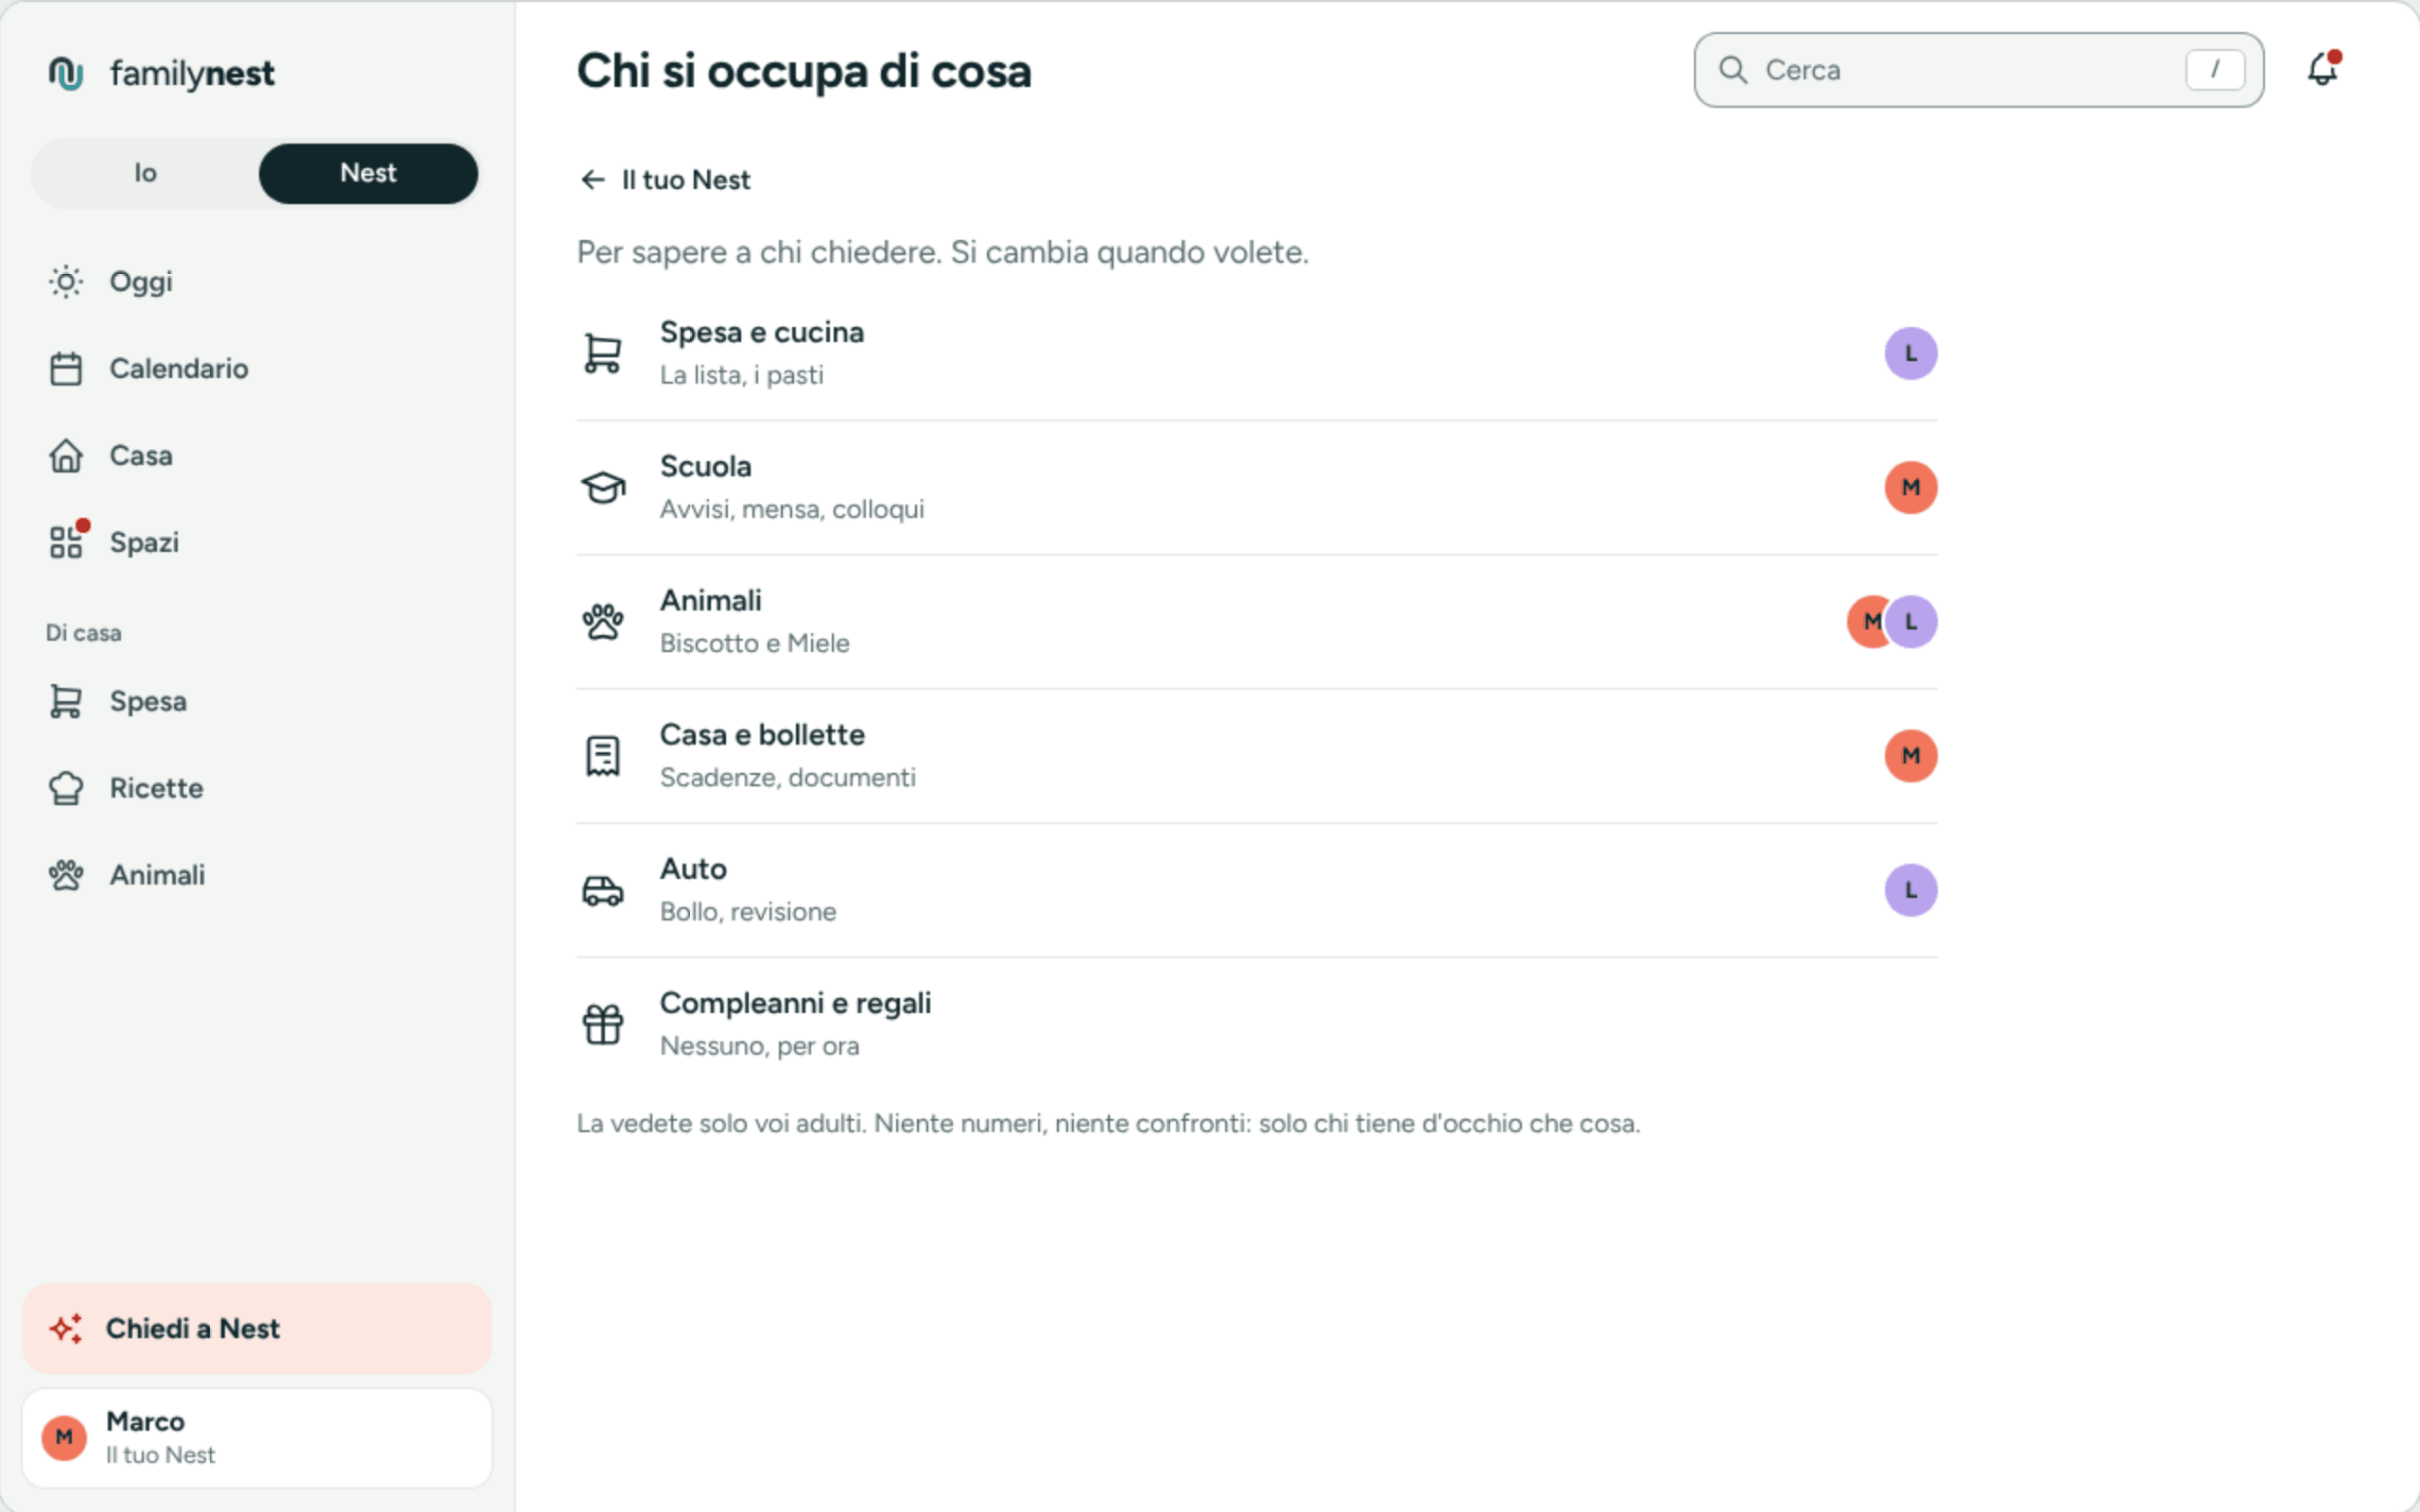 familynest
Io
Nest
Oggi
Calendario
Casa
Spazi
Di casa
Spesa
Ricette
Animali
Chiedi a Nest
M
Marco
Il tuo Nest
Chi si occupa di cosa
Cerca
/
Il tuo Nest
Per sapere a chi chiedere. Si cambia quando volete.
Spesa e cucina
La lista, i pasti
L
Scuola
Avvisi, mensa, colloqui
M
Animali
Biscotto e Miele
M L
Casa e bollette
Scadenze, documenti
M
Auto
Bollo, revisione
L
Compleanni e regali
Nessuno, per ora
La vedete solo voi adulti. Niente numeri, niente confronti: solo chi tiene d'occhio che cosa.